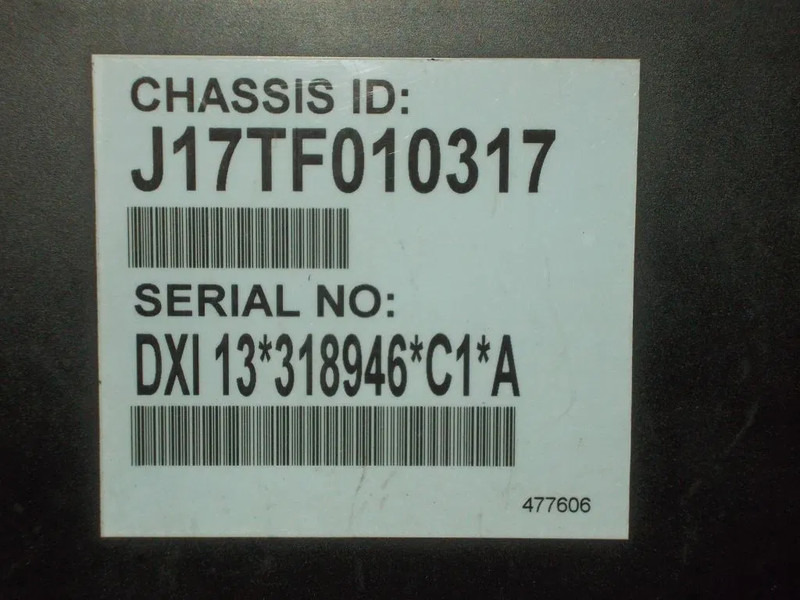 CHASSIS ID:
J17TF010317
SERIAL NO:
DXI 13*318946*C1*A
477606